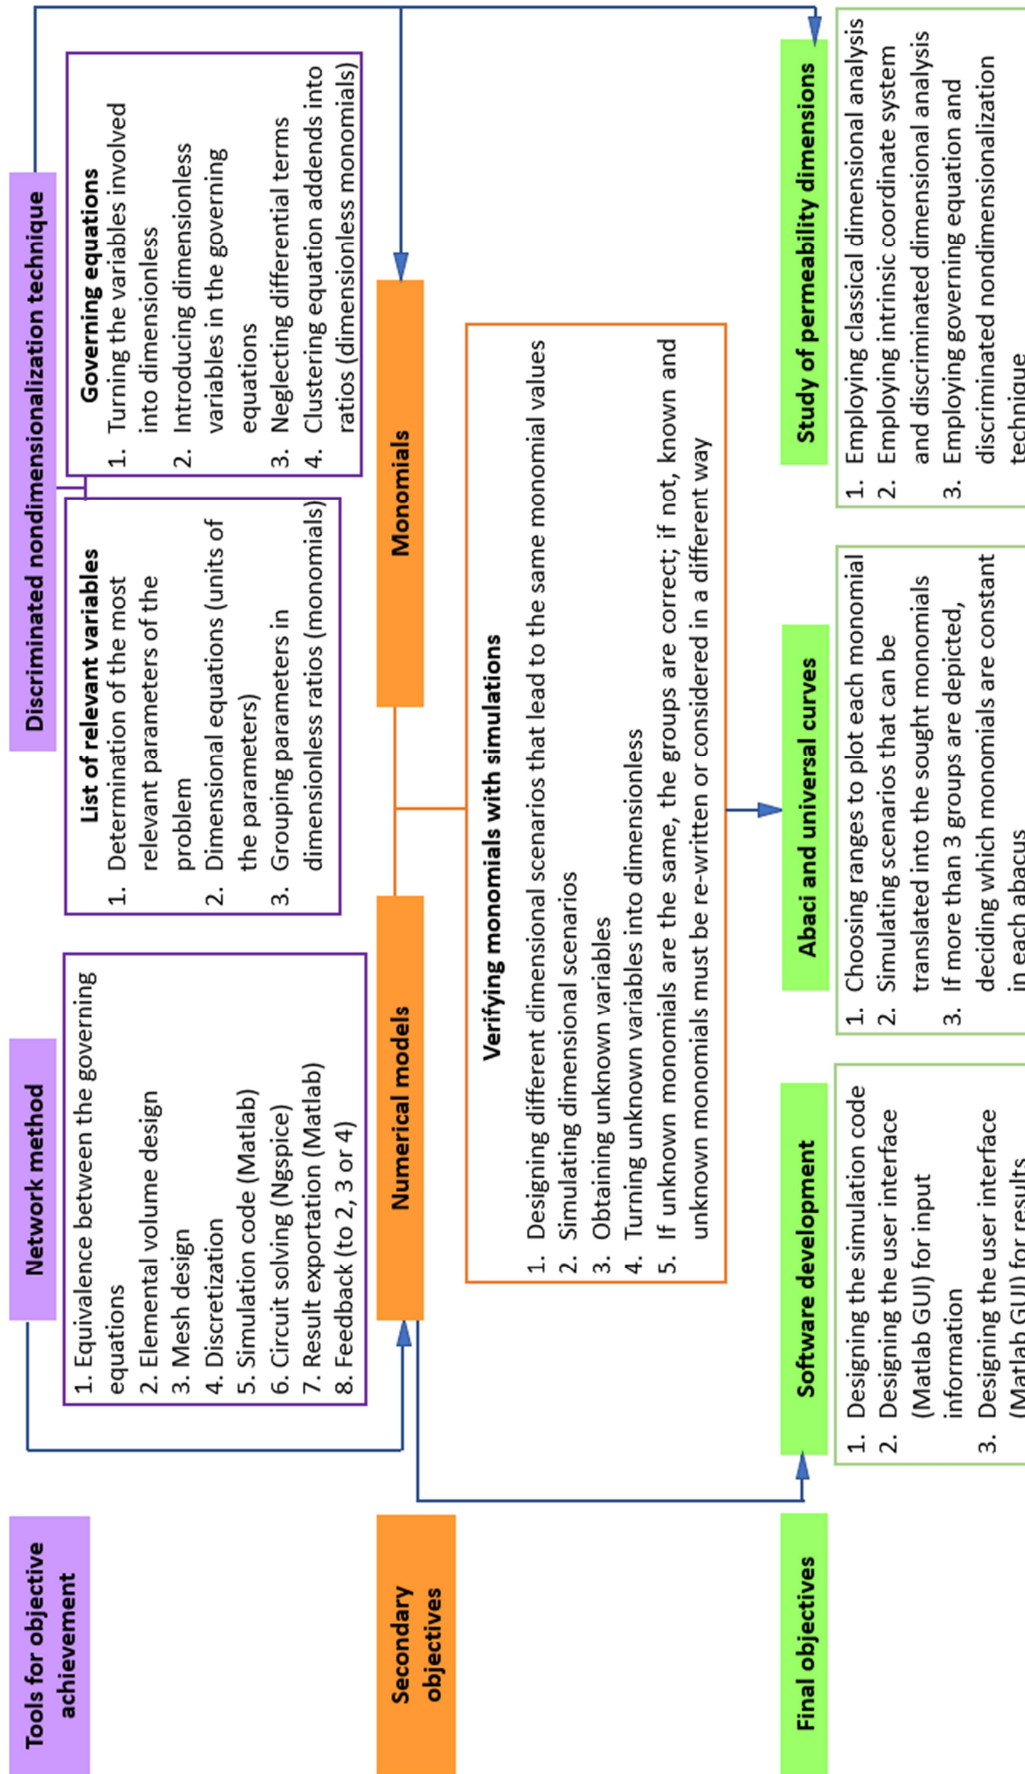 Tools for objective
achievement
Network method
1. Equivalence between the governing
equations
2. Elemental volume design
3. Mesh design
4. Discretization
5. Simulation code (Matlab)
6. Circuit solving (Ngspice)
7. Result exportation (Matlab)
8. Feedback (to 2, 3 or 4)
Discriminated nondimensionalization technique
List of relevant variables
1. Determination of the most
relevant parameters of the
problem
2. Dimensional equations (units of
the parameters)
3. Grouping parameters in
dimensionless ratios (monomials)
Governing equations
1. Turning the variables involved
into dimensionless
2. Introducing dimensionless
variables in the governing
equations
3. Neglecting differential terms
4. Clustering equation addends into
ratios (dimensionless monomials)
Secondary
objectives
Numerical models
Monomials
Verifying monomials with simulations
1. Designing different dimensional scenarios that lead to the same monomial values
2. Simulating dimensional scenarios
3. Obtaining unknown variables
4. Turning unknown variables into dimensionless
5. If unknown monomials are the same, the groups are correct; if not, known and
unknown monomials must be re-written or considered in a different way
Final objectives
Software development
1. Designing the simulation code
2. Designing the user interface
(Matlab GUI) for input
information
3. Designing the user interface
(Matlab GUI) for results
Abaci and universal curves
1. Choosing ranges to plot each monomial
2. Simulating scenarios that can be
translated into the sought monomials
3. If more than 3 groups are depicted,
deciding which monomials are constant
in each abacus
Study of permeability dimensions
1. Employing classical dimensional analysis
2. Employing intrinsic coordinate system
and discriminated dimensional analysis
3. Employing governing equation and
discriminated nondimensionalization
technique